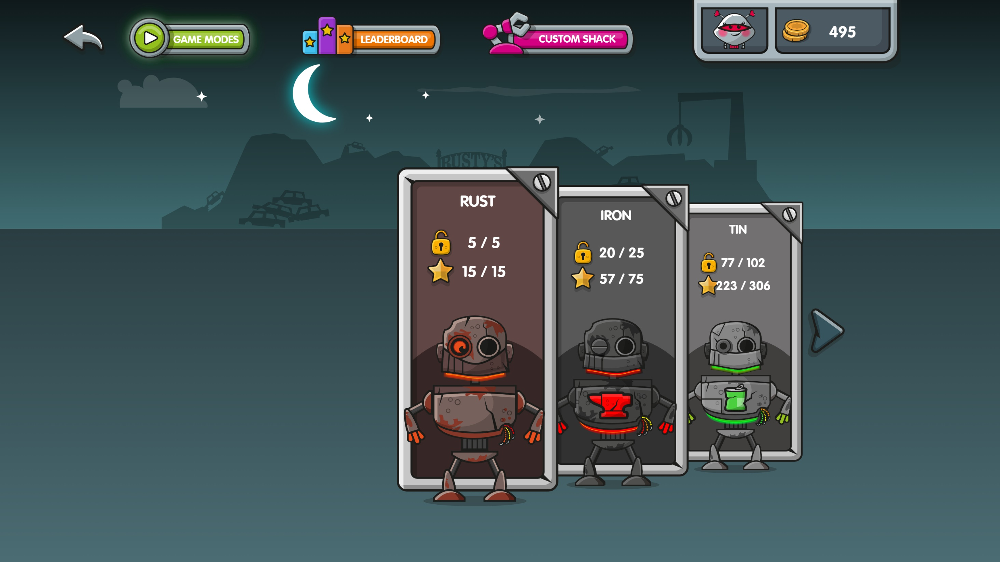 GAME MODES
LEADERBOARD
CUSTOM SHACK
495
RUSTY'S
RUST
5 / 5
15 / 15
IRON
20 / 25
57 / 75
TIN
77 / 102
223 / 306